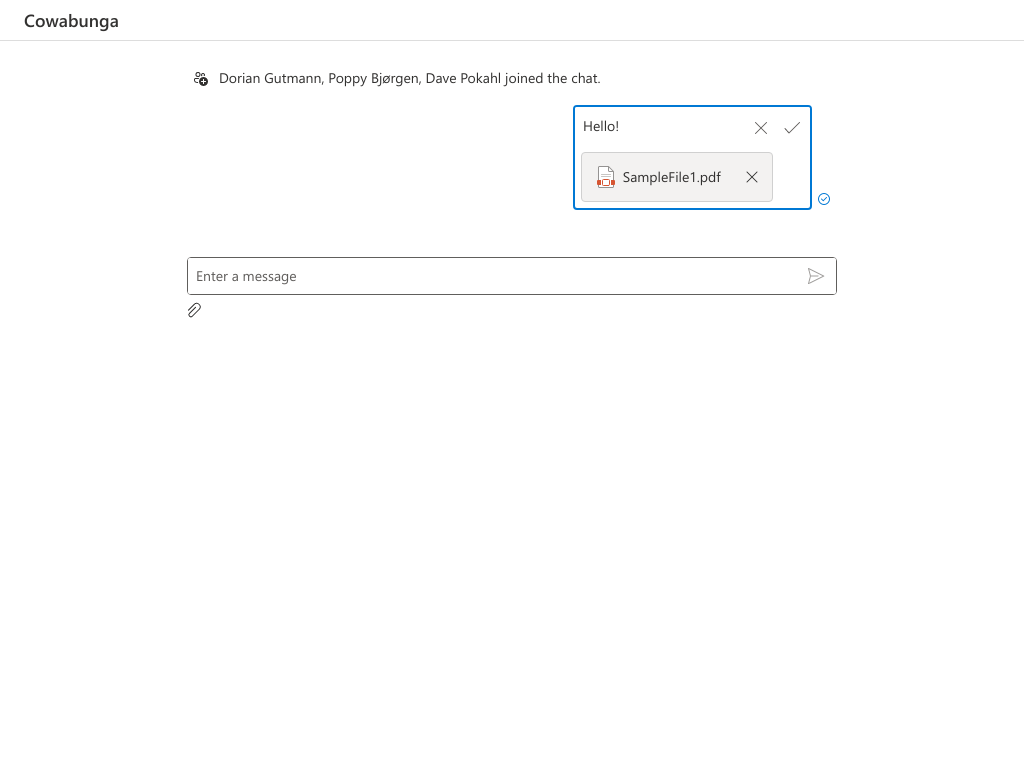 Cowabunga
Dorian Gutmann, Poppy Bjørgen, Dave Pokahl joined the chat.
Hello!
SampleFile1.pdf
Enter a message